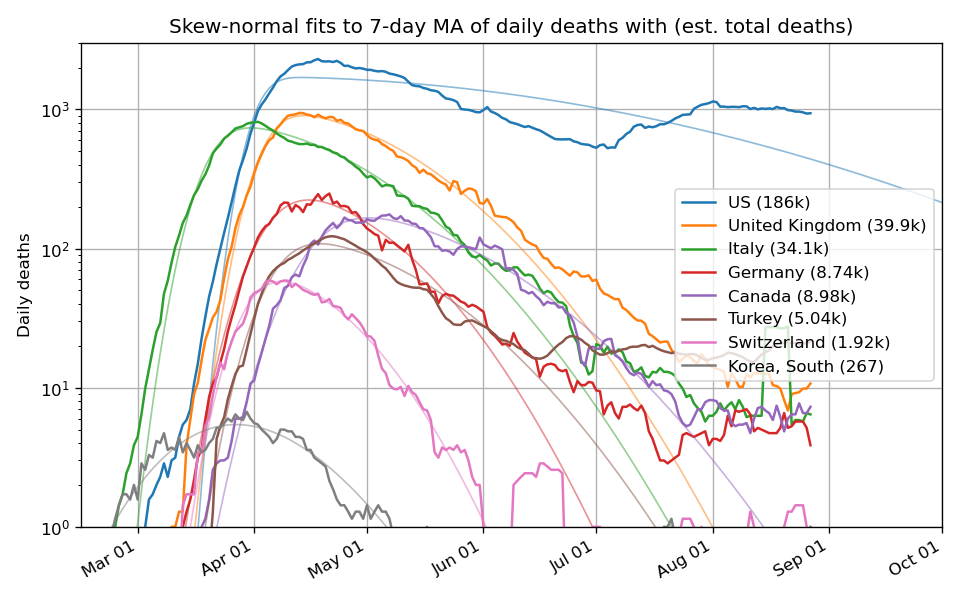 Skew-normal fits to 7-day MA of daily deaths with (est. total deaths)
Daily deaths
10³
10²
10¹
10⁰
US (186k)
United Kingdom (39.9k)
Italy (34.1k)
Germany (8.74k)
Canada (8.98k)
Turkey (5.04k)
Switzerland (1.92k)
Korea, South (267)
Mar 01
Apr 01
May 01
Jun 01
Jul 01
Aug 01
Sep 01
Oct 01